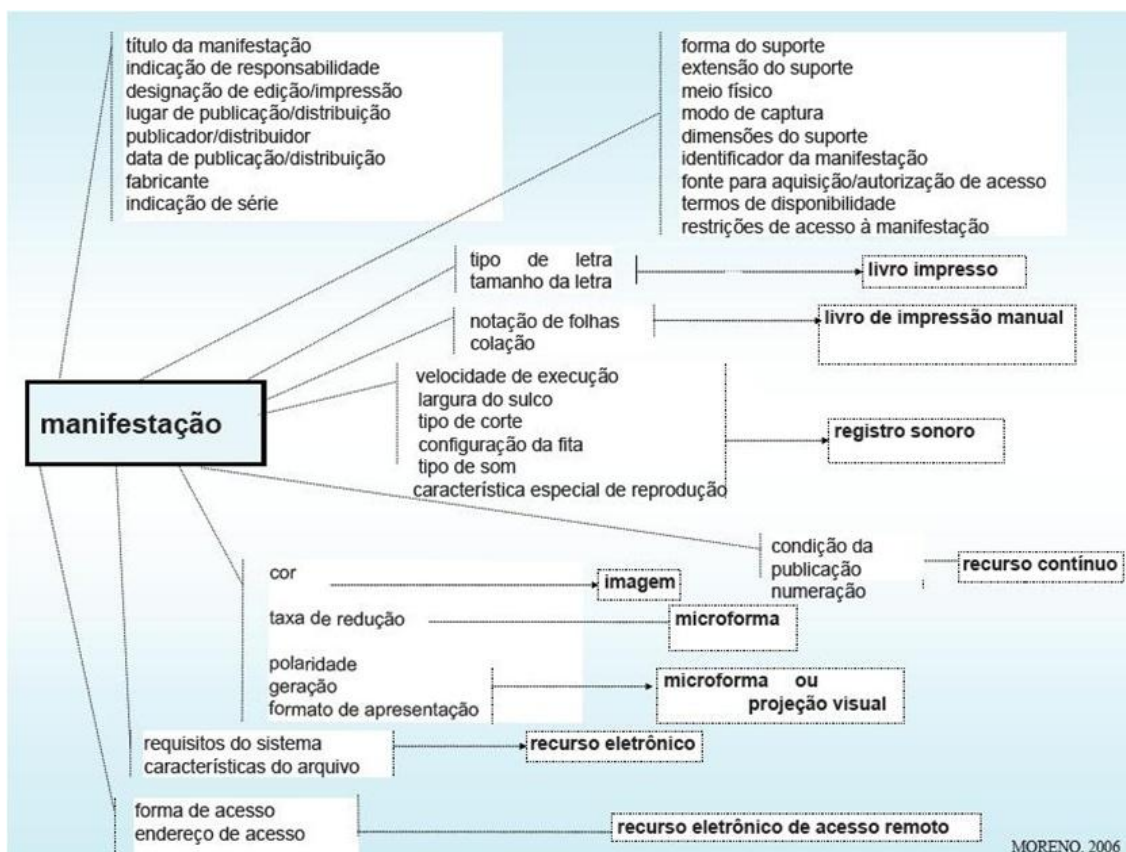 título da manifestação
indicação de responsabilidade
designação de edição/impressão
lugar de publicação/distribuição
publicador/distribuidor
data de publicação/distribuição
fabricante
indicação de série
forma do suporte
extensão do suporte
meio físico
modo de captura
dimensões do suporte
identificador da manifestação
fonte para aquisição/autorização de acesso
termos de disponibilidade
restrições de acesso à manifestação
tipo de letra
tamanho da letra
livro impresso
notação de folhas
colação
livro de impressão manual
manifestação
velocidade de execução
largura do sulco
tipo de corte
configuração da fita
tipo de som
característica especial de reprodução
registro sonoro
condição da
publicação
numeração
recurso contínuo
cor
imagem
taxa de redução
microforma
polaridade
geração
formato de apresentação
microforma ou
projeção visual
requisitos do sistema
características do arquivo
recurso eletrônico
forma de acesso
endereço de acesso
recurso eletrônico de acesso remoto
MORENO, 2006